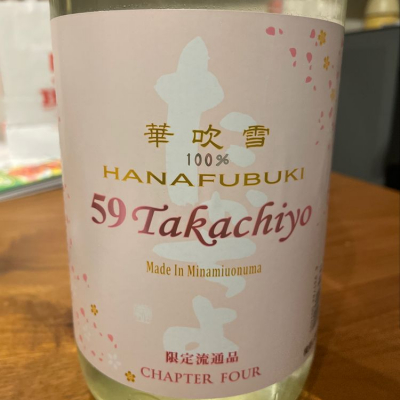 華吹雪
100%
HANAFUBUKI
59 Takachiyo
Made In Minamiuonuma
限定流通品
CHAPTER FOUR